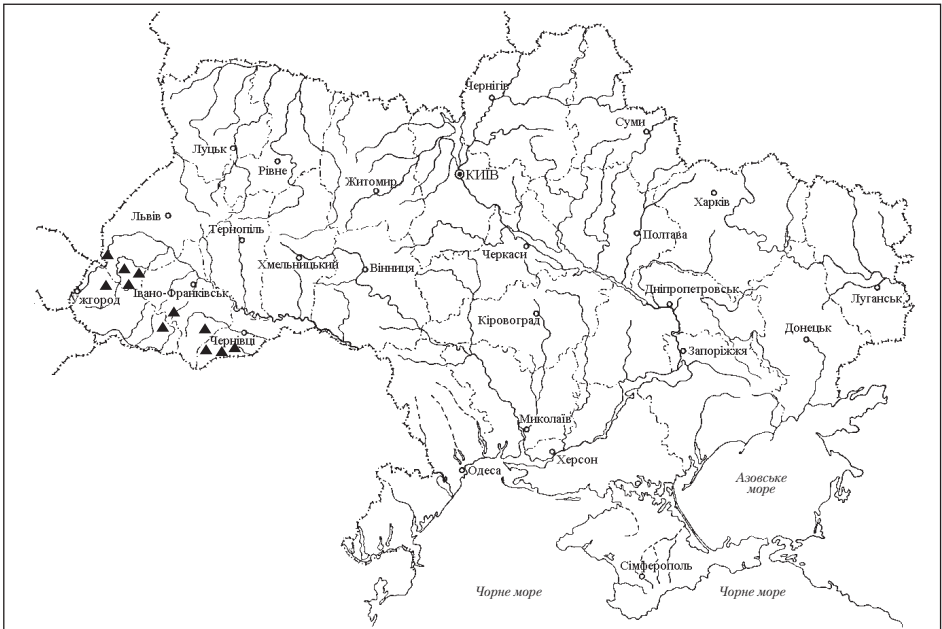 Чернігів
Суми
Луцьк
Рівне
КИЇВ
Житомир
Харків
Львів
Тернопіль
Полтава
Черкаси
Хмельницький
Вінниця
Івано-Франківськ
Ужгород
Дніпропетровськ
Луганськ
Кіровоград
Донецьк
Чернівці
Запоріжжя
Миколаїв
Херсон
Одеса
Азовське
море
Сімферополь
Чорне море
Чорне море